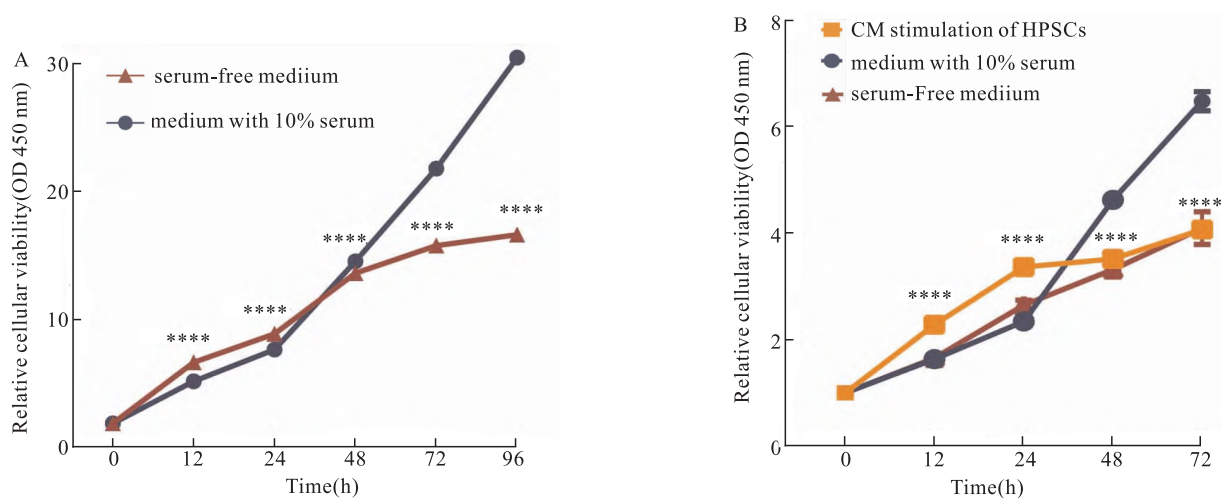 A
Relative cellular viability(OD 450 nm)
30
20
10
0
serum-free mediium
medium with 10% serum
****
****
****
****
****
0 12 24 48 72 96
Time(h)
B
Relative cellular viability(OD 450 nm)
8
6
4
2
0
CM stimulation of HPSCs
medium with 10% serum
serum-Free mediium
****
****
****
****
0 12 24 48 72
Time(h)